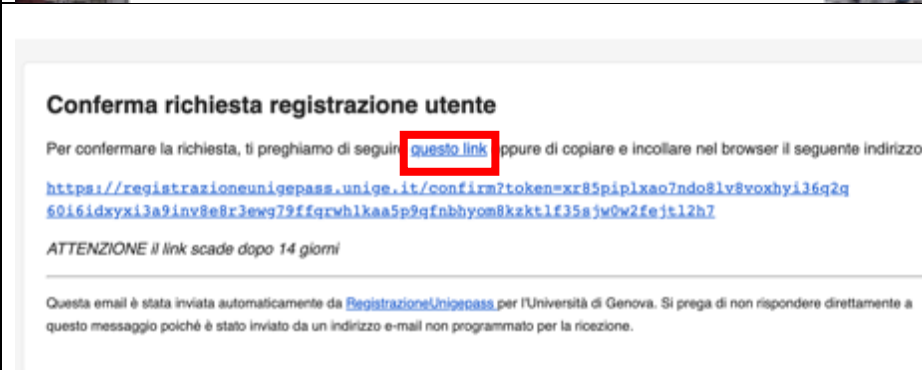 Conferma richiesta registrazione utente
Per confermare la richiesta, ti preghiamo di seguire questo link oppure di copiare e incollare nel browser il seguente indirizzo
https://registrazioneunigepass.unige.it/confirm?token=xr85piplxao7ndo8lv8voxhyi36q2q
60i6idxyxi3a9inv8e8r3ewg79ffqrwhlkaa5p9qfnbhyom8kzktlf35sjw0w2fejtl2h7
ATTENZIONE il link scade dopo 14 giorni
Questa email è stata inviata automaticamente da RegistrazioneUnigepass per l'Università di Genova. Si prega di non rispondere direttamente a
questo messaggio poiché è stato inviato da un indirizzo e-mail non programmato per la ricezione.